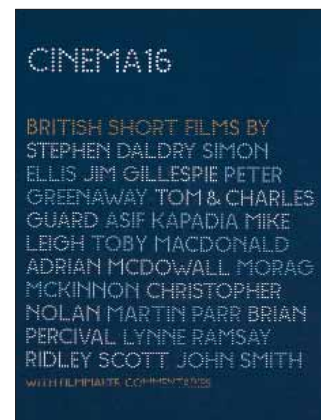 CINEMA16
BRITISH SHORT FILMS BY
STEPHEN DALDRY SIMON
ELLIS JIM GILLESPIE PETER
GREENAWAY TOM & CHARLES
GUARD ASIF KAPADIA MIKE
LEIGH TOBY MACDONALD
ADRIAN MCDOWALL MORAG
MCKINNON CHRISTOPHER
NOLAN MARTIN PARR BRIAN
PERCIVAL LYNNE RAMSAY
RIDLEY SCOTT JOHN SMITH
WITH FILMMAKER COMMENTARIES